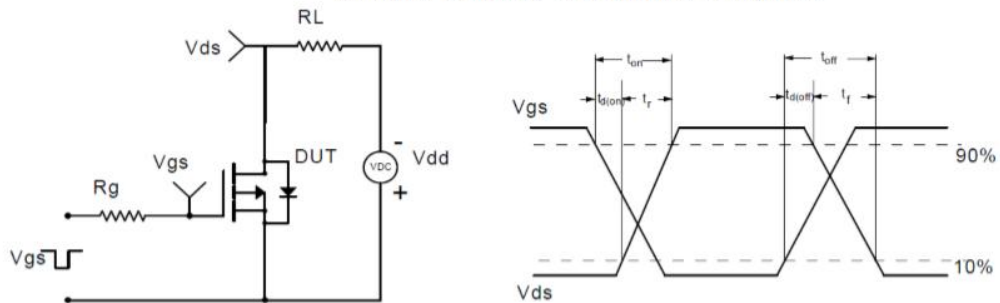 RL
Vds
Vgs
DUT
VDC
-
+
Vdd
Rg
Vgs
ton
toff
td(on)
tr
td(off)
tf
Vgs
90%
10%
Vds